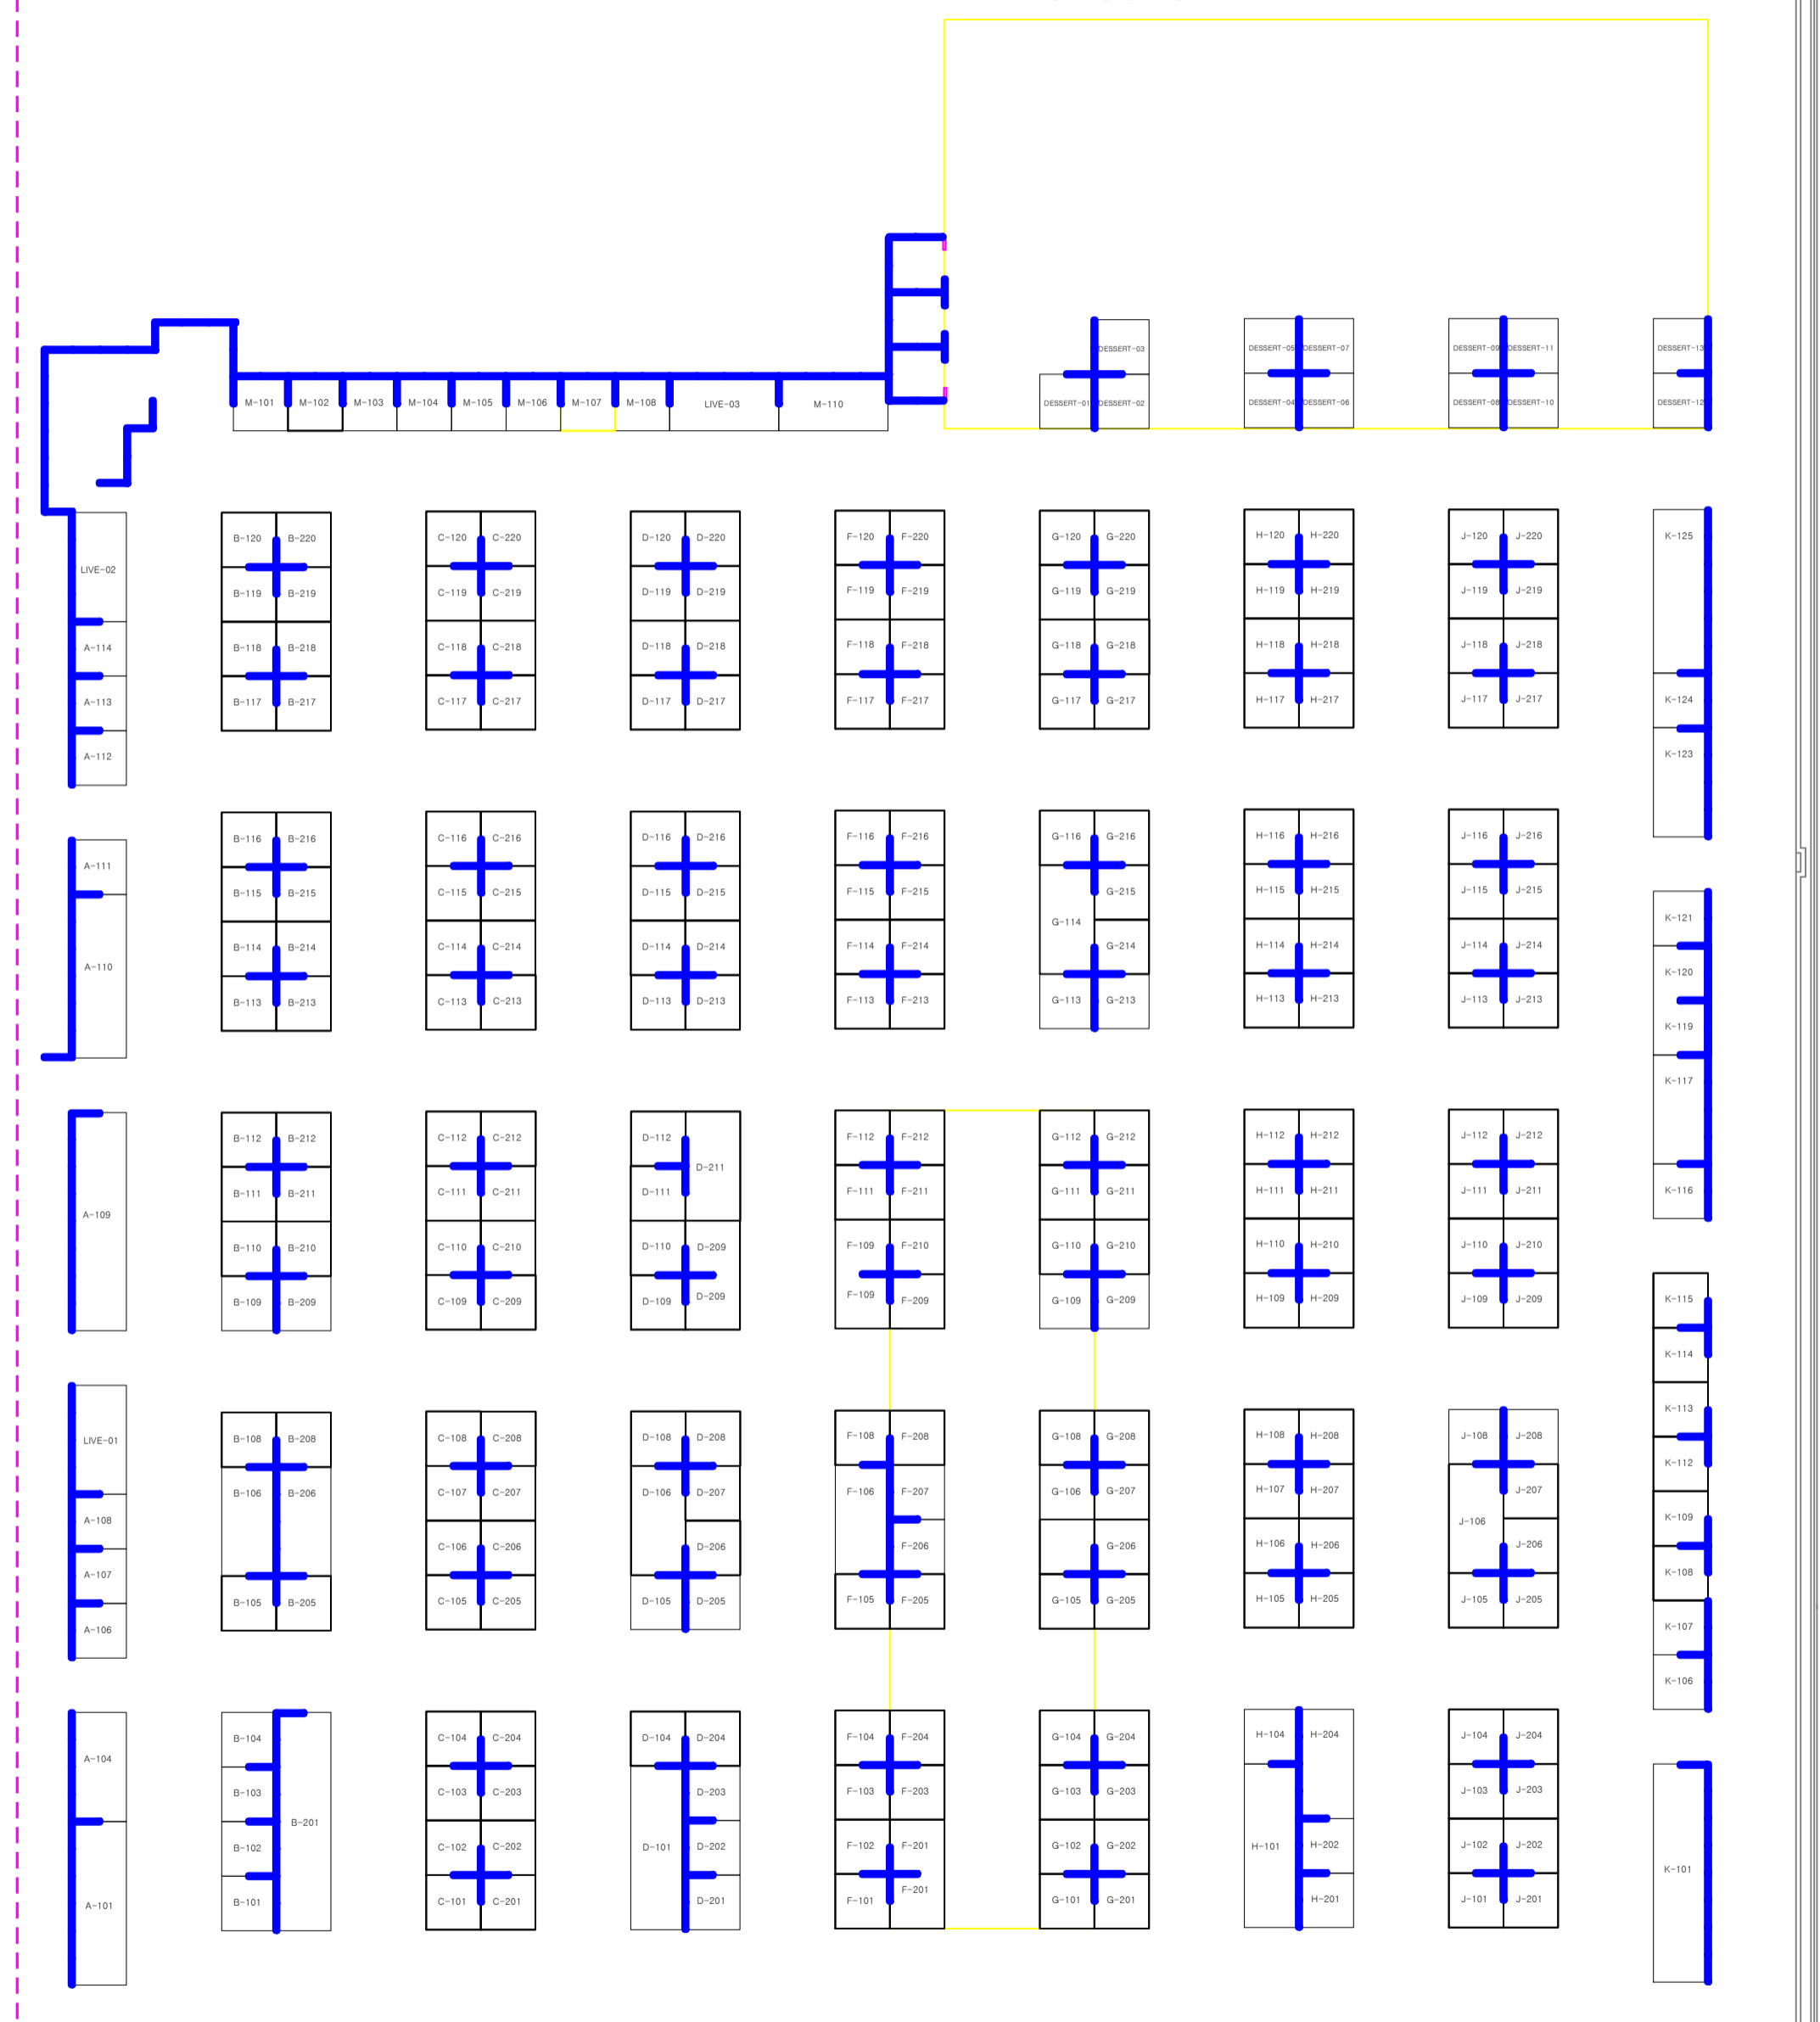 DESSERT-03 DESSERT-05 DESSERT-07 DESSERT-09 DESSERT-11 DESSERT-13
M-101 M-102 M-103 M-104 M-105 M-106 M-107 M-108 LIVE-03 M-110 DESSERT-01 DESSERT-02 DESSERT-04 DESSERT-06 DESSERT-08 DESSERT-10 DESSERT-12
B-120 B-220 C-120 C-220 D-120 D-220 F-120 F-220 G-120 G-220 H-120 H-220 J-120 J-220 K-125
LIVE-02
B-119 B-219 C-119 C-219 D-119 D-219 F-119 F-219 G-119 G-219 H-119 H-219 J-119 J-219
A-114 B-118 B-218 C-118 C-218 D-118 D-218 F-118 F-218 G-118 G-218 H-118 H-218 J-118 J-218
A-113 B-117 B-217 C-117 C-217 D-117 D-217 F-117 F-217 G-117 G-217 H-117 H-217 J-117 J-217 K-124
A-112 K-123
B-116 B-216 C-116 C-216 D-116 D-216 F-116 F-216 G-116 G-216 H-116 H-216 J-116 J-216
A-111
B-115 B-215 C-115 C-215 D-115 D-215 F-115 F-215 G-215 H-115 H-215 J-115 J-215
G-114 K-121
B-114 B-214 C-114 C-214 D-114 D-214 F-114 F-214 G-214 H-114 H-214 J-114 J-214
A-110 K-120
B-113 B-213 C-113 C-213 D-113 D-213 F-113 F-213 G-113 G-213 H-113 H-213 J-113 J-213
K-119
K-117
B-112 B-212 C-112 C-212 D-112 F-112 F-212 G-112 G-212 H-112 H-212 J-112 J-212
D-211
B-111 B-211 C-111 C-211 D-111 F-111 F-211 G-111 G-211 H-111 H-211 J-111 J-211 K-116
A-109
B-110 B-210 C-110 C-210 D-110 D-209 F-109 F-210 G-110 G-210 H-110 H-210 J-110 J-210
B-109 B-209 C-109 C-209 D-109 D-209 F-109 F-209 G-109 G-209 H-109 H-209 J-109 J-209 K-115
K-114
K-113
LIVE-01 B-108 B-208 C-108 C-208 D-108 D-208 F-108 F-208 G-108 G-208 H-108 H-208 J-108 J-208
K-112
B-106 B-206 C-107 C-207 D-106 D-207 F-106 F-207 G-106 G-207 H-107 H-207 J-207
A-108 J-106 K-109
C-106 C-206 D-206 F-206 G-206 H-106 H-206 J-206
A-107 K-108
B-105 B-205 C-105 C-205 D-105 D-205 F-105 F-205 G-105 G-205 H-105 H-205 J-105 J-205
A-106 K-107
K-106
B-104 C-104 C-204 D-104 D-204 F-104 F-204 G-104 G-204 H-104 H-204 J-104 J-204
A-104
B-103 C-103 C-203 D-203 F-103 F-203 G-103 G-203 J-103 J-203
B-201
B-102 C-102 C-202 D-101 D-202 F-102 F-201 G-102 G-202 H-101 H-202 J-102 J-202
K-101
A-101 B-101 C-101 C-201 D-201 F-101 F-201 G-101 G-201 H-201 J-101 J-201